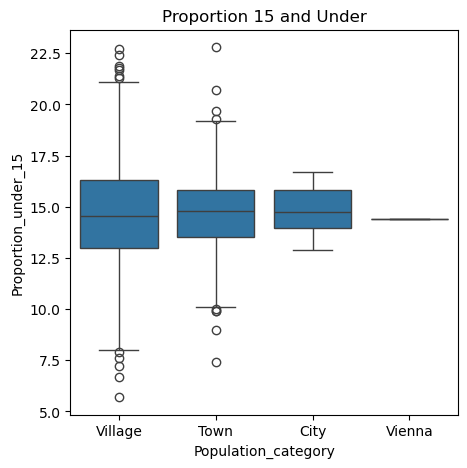 Proportion 15 and Under
Proportion_under_15
22.5
20.0
17.5
15.0
12.5
10.0
7.5
5.0
Village Town City Vienna
Population_category